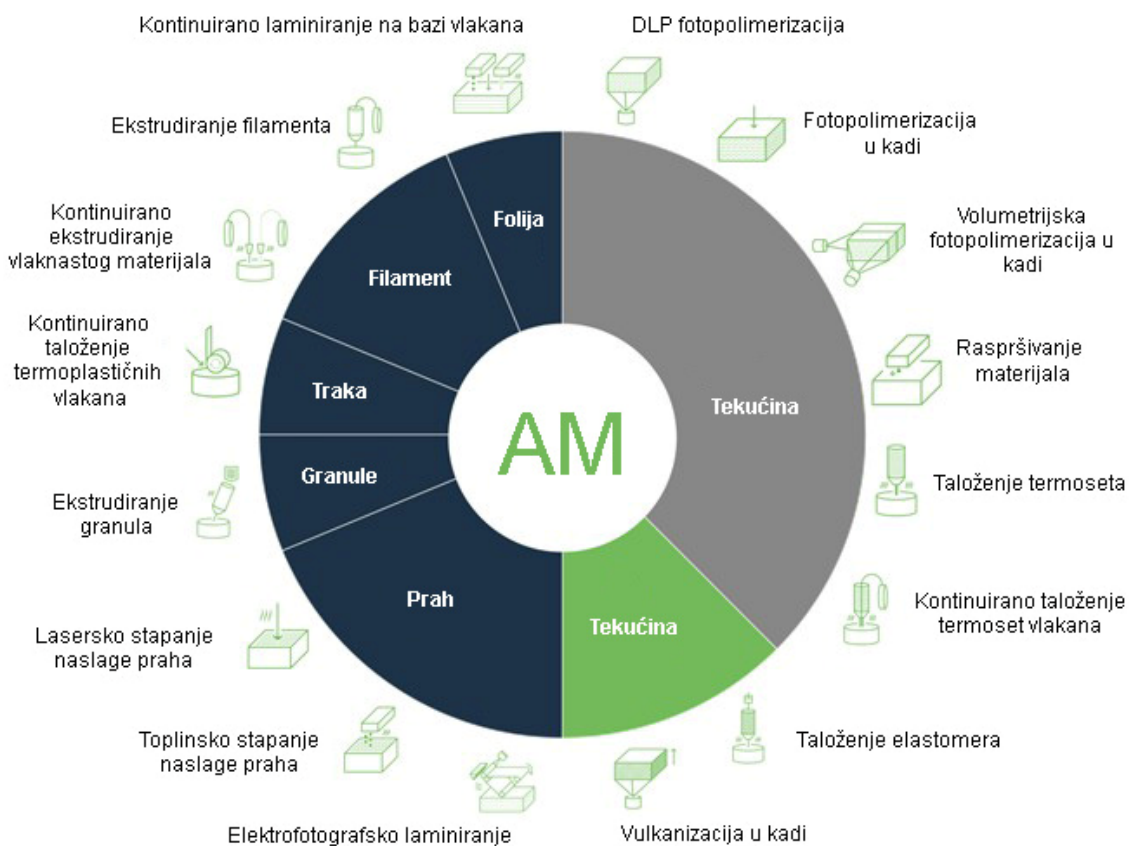 Kontinuirano laminiranje na bazi vlakana
DLP fotopolimerizacija
Ekstrudiranje filamenta
Fotopolimerizacija
u kadi
Kontinuirano
ekstrudiranje
vlaknastog materijala
Volumetrijska
fotopolimerizacija u
kadi
Kontinuirano
taloženje
termoplastičnih
vlakana
Raspršivanje
materijala
Ekstrudiranje
granula
Taloženje termoseta
Lasersko stapanje
naslage praha
Kontinuirano taloženje
termoset vlakana
Toplinsko stapanje
naslage praha
Taloženje elastomera
Elektrofotografsko laminiranje
Vulkanizacija u kadi
Folija
Filament
Traka
Granule
Prah
Tekućina
Tekućina
AM